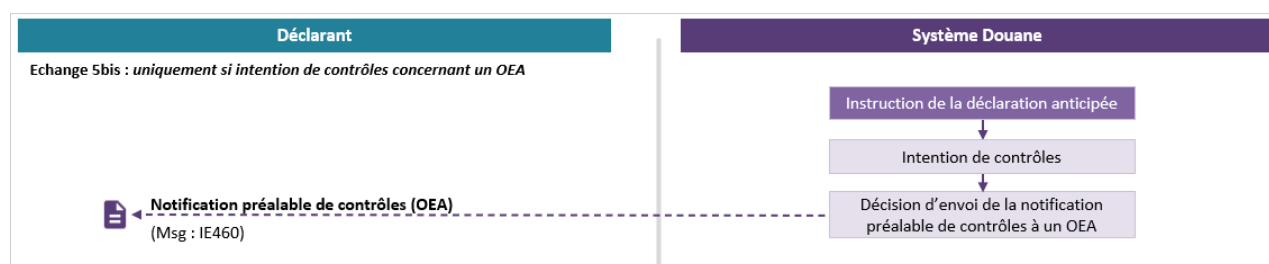 Déclarant
Système Douane
Echange 5bis : uniquement si intention de contrôles concernant un OEA
Instruction de la déclaration anticipée
Intention de contrôles
Notification préalable de contrôles (OEA)
(Msg : IE460)
Décision d'envoi de la notification
préalable de contrôles à un OEA